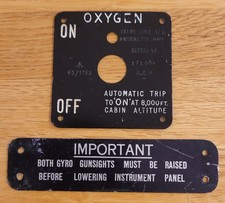 OXYGEN
ON
OFF
AUTOMATIC TRIP
TO 'ON' AT 8,000 FT.
CABIN ALTITUDE
IMPORTANT
BOTH GYRO GUNSIGHTS MUST BE RAISED
BEFORE LOWERING INSTRUMENT PANEL